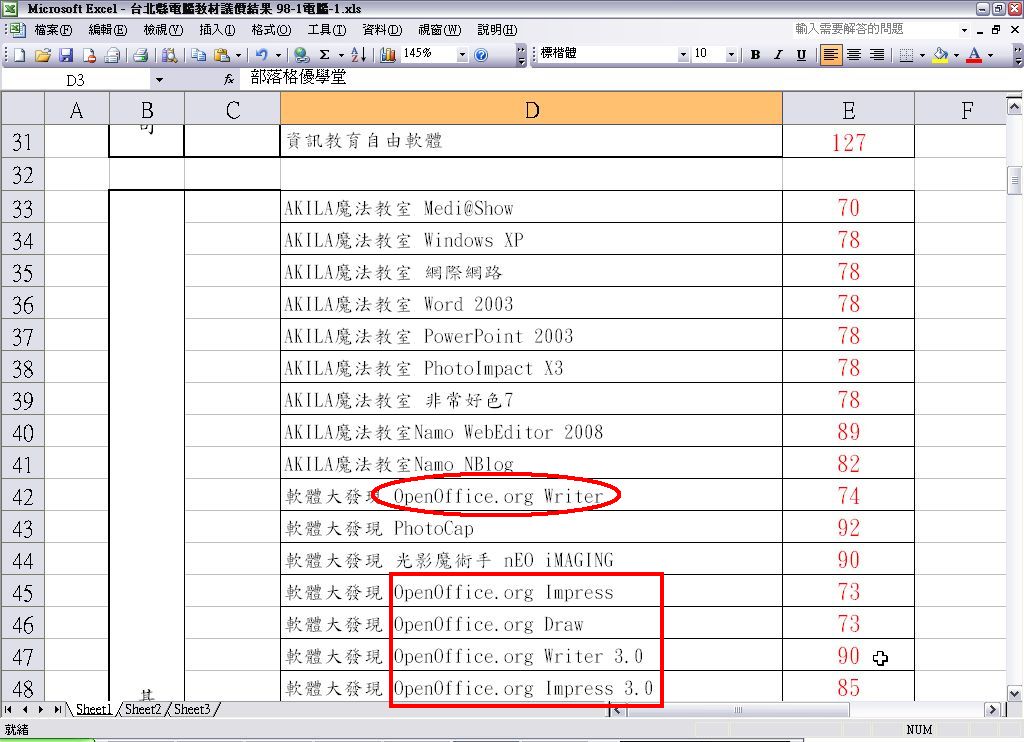 Microsoft Excel - 台北縣電腦教材議價結果 98-1電腦-1.xls
檔案(F) 編輯(E) 檢視(V) 插入(I) 格式(O) 工具(T) 資料(D) 視窗(W) 說明(H) 輸入需要解答的問題
145% 標楷體 10 B I U
D3 fx 部落格優學堂
A B C D E F
31 資訊教育自由軟體 127
32
33 AKILA魔法教室 Medi@Show 70
34 AKILA魔法教室 Windows XP 78
35 AKILA魔法教室 網際網路 78
36 AKILA魔法教室 Word 2003 78
37 AKILA魔法教室 PowerPoint 2003 78
38 AKILA魔法教室 PhotoImpact X3 78
39 AKILA魔法教室 非常好色7 78
40 AKILA魔法教室Namo WebEditor 2008 89
41 AKILA魔法教室Namo NBlog 82
42 軟體大發現 OpenOffice.org Writer 74
43 軟體大發現 PhotoCap 92
44 軟體大發現 光影魔術手 nEO iMAGING 90
45 軟體大發現 OpenOffice.org Impress 73
46 軟體大發現 OpenOffice.org Draw 73
47 軟體大發現 OpenOffice.org Writer 3.0 90
48 其 軟體大發現 OpenOffice.org Impress 3.0 85
Sheet1 Sheet2 Sheet3
就緒 NUM